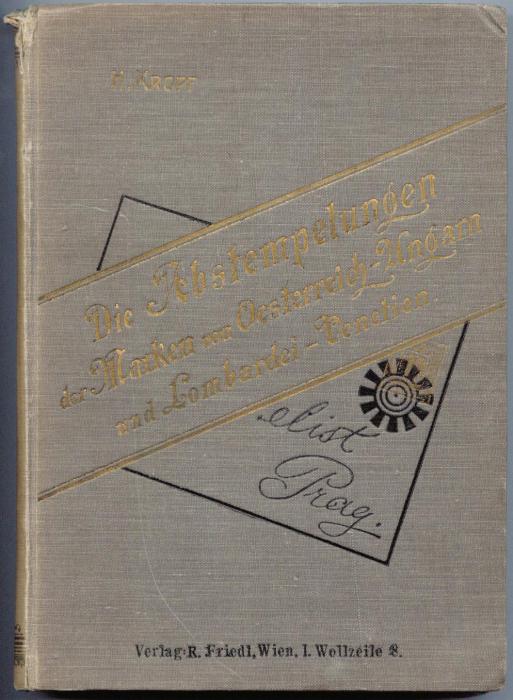 H. KROPF
Die Abstempelungen
der Marken von Oesterreich-Ungarn
und Lombardei-Venetien.
elist
Prag.
Verlag: R. Friedl, Wien, I. Wollzeile 8.